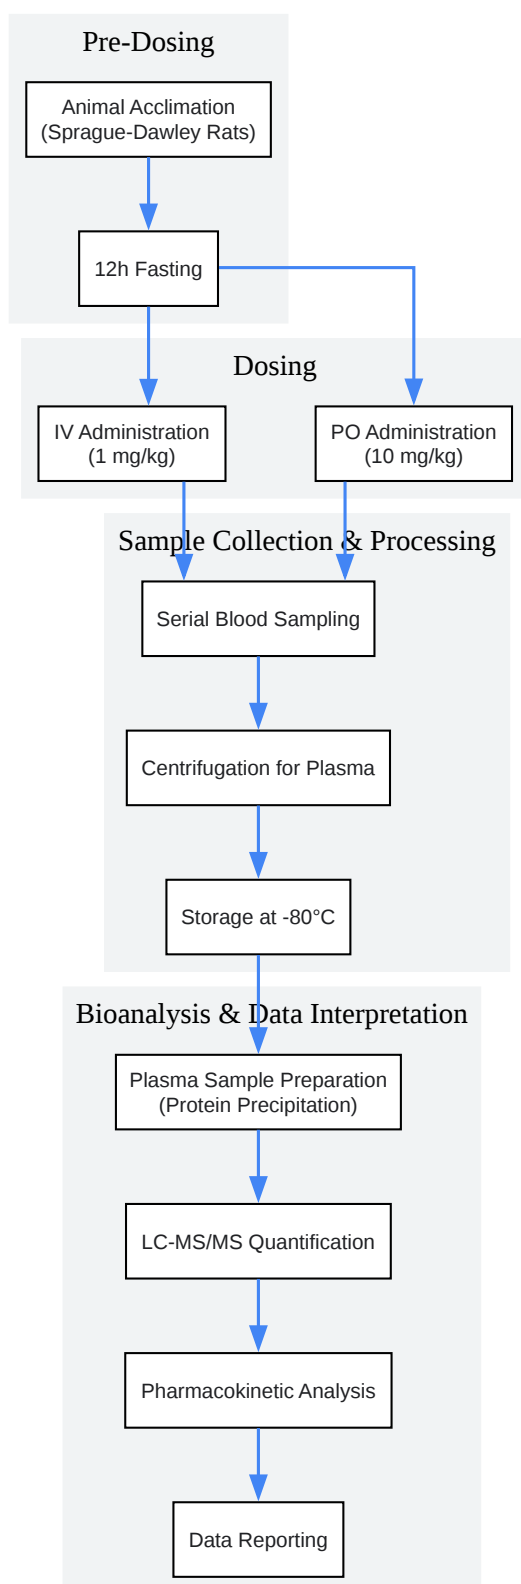 Pre-Dosing
Animal Acclimation
(Sprague-Dawley Rats)
12h Fasting
Dosing
IV Administration
(1 mg/kg)
PO Administration
(10 mg/kg)
Sample Collection & Processing
Serial Blood Sampling
Centrifugation for Plasma
Storage at -80°C
Bioanalysis & Data Interpretation
Plasma Sample Preparation
(Protein Precipitation)
LC-MS/MS Quantification
Pharmacokinetic Analysis
Data Reporting